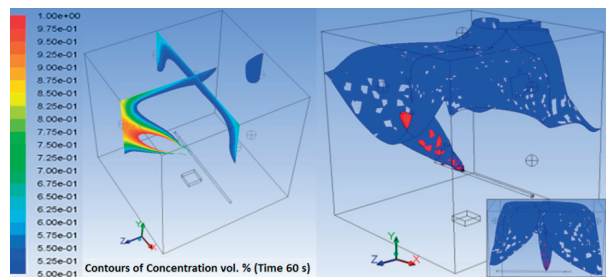 1.00e+00
9.75e-01
9.50e-01
9.25e-01
9.00e-01
8.75e-01
8.50e-01
8.25e-01
8.00e-01
7.75e-01
7.50e-01
7.25e-01
7.00e-01
6.75e-01
6.50e-01
6.25e-01
6.00e-01
5.75e-01
5.50e-01
5.25e-01
5.00e-01
Y
Z
X
Contours of Concentration vol. % (Time 60 s)
Y
Z
X